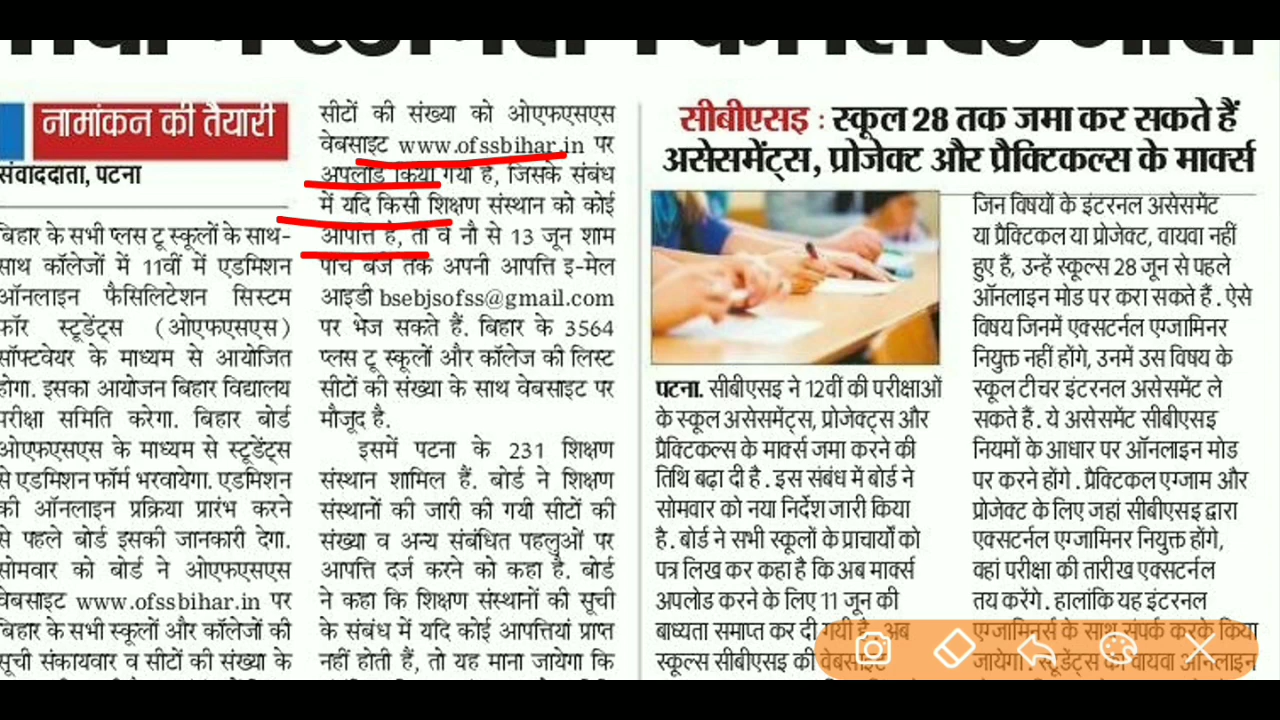 नामांकन की तैयारी
संवाददाता, पटना
बिहार के सभी प्लस टू स्कूलों के साथ-
साथ कॉलेजों में 11वीं में एडमिशन
ऑनलाइन फैसिलिटेशन सिस्टम
फॉर स्टूडेंट्स (ओएफएसएस)
सॉफ्टवेयर के माध्यम से आयोजित
होगा. इसका आयोजन बिहार विद्यालय
परीक्षा समिति करेगा. बिहार बोर्ड
ओएफएसएस के माध्यम से स्टूडेंट्स
से एडमिशन फॉर्म भरवायेगा. एडमिशन
की ऑनलाइन प्रक्रिया प्रारंभ करने
से पहले बोर्ड इसकी जानकारी देगा.
सोमवार को बोर्ड ने ओएफएसएस
वेबसाइट www.ofssbihar.in पर
बिहार के सभी स्कूलों और कॉलेजों की
सूची संकायवार व सीटों की संख्या के
सीटों की संख्या को ओएफएसएस
वेबसाइट www.ofssbihar.in पर
अपलोड किया गया है, जिसके संबंध
में यदि किसी शिक्षण संस्थान को कोई
आपत्ति है, तो वे नौ से 13 जून शाम
पांच बजे तक अपनी आपत्ति इ-मेल
आइडी bsebjsofss@gmail.com
पर भेज सकते हैं. बिहार के 3564
प्लस टू स्कूलों और कॉलेज की लिस्ट
सीटों की संख्या के साथ वेबसाइट पर
मौजूद है.
इसमें पटना के 231 शिक्षण
संस्थान शामिल हैं. बोर्ड ने शिक्षण
संस्थानों की जारी की गयी सीटों की
संख्या व अन्य संबंधित पहलुओं पर
आपत्ति दर्ज करने को कहा है. बोर्ड
ने कहा कि शिक्षण संस्थानों की सूची
के संबंध में यदि कोई आपत्तियां प्राप्त
नहीं होती हैं, तो यह माना जायेगा कि
सीबीएसइ : स्कूल 28 तक जमा कर सकते हैं
असेसमेंट्स, प्रोजेक्ट और प्रैक्टिकल्स के मार्क्स
पटना. सीबीएसइ ने 12वीं की परीक्षाओं
के स्कूल असेसमेंट्स, प्रोजेक्ट्स और
प्रैक्टिकल्स के मार्क्स जमा करने की
तिथि बढ़ा दी है. इस संबंध में बोर्ड ने
सोमवार को नया निर्देश जारी किया
है. बोर्ड ने सभी स्कूलों के प्राचार्यों को
पत्र लिख कर कहा है कि अब मार्क्स
अपलोड करने के लिए 11 जून की
बाध्यता समाप्त कर दी गयी है. अब
स्कूल्स सीबीएसइ की वेबसाइट
जिन विषयों के इंटरनल असेसमेंट
या प्रैक्टिकल या प्रोजेक्ट, वायवा नहीं
हुए हैं, उन्हें स्कूल्स 28 जून से पहले
ऑनलाइन मोड पर करा सकते हैं. ऐसे
विषय जिनमें एक्सटर्नल एग्जामिनर
नियुक्त नहीं होंगे, उनमें उस विषय के
स्कूल टीचर इंटरनल असेसमेंट ले
सकते हैं. ये असेसमेंट सीबीएसइ
नियमों के आधार पर ऑनलाइन मोड
पर करने होंगे. प्रैक्टिकल एग्जाम और
प्रोजेक्ट के लिए जहां सीबीएसइ द्वारा
एक्सटर्नल एग्जामिनर नियुक्त होंगे,
वहां परीक्षा की तारीख एक्सटर्नल
तय करेंगे. हालांकि यह इंटरनल
एग्जामिनर्स के साथ संपर्क करके किया
जायेगा. स्टूडेंट्स का वायवा ऑनलाइन